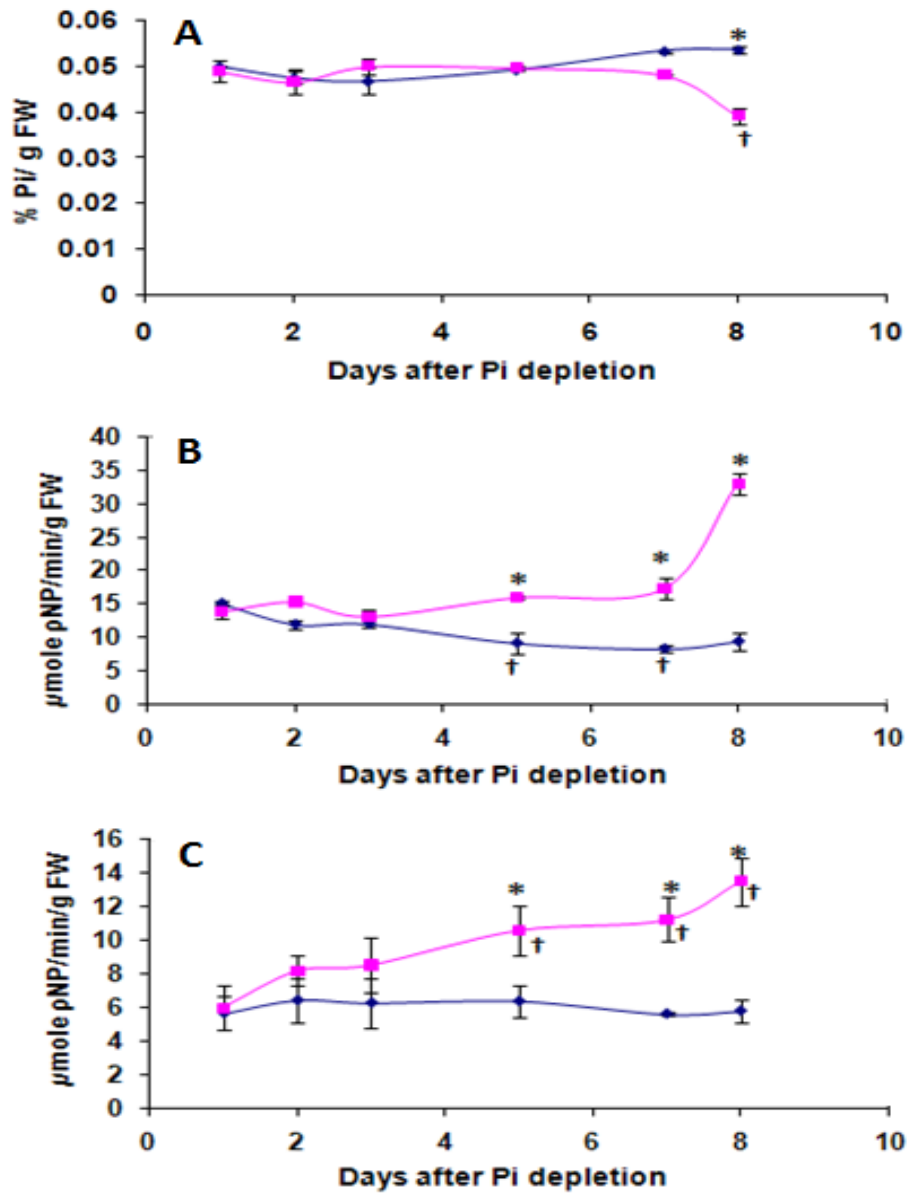 A
% Pi/ g FW
0.06
0.05
0.04
0.03
0.02
0.01
0
*
†
0 2 4 6 8 10
Days after Pi depletion
B
µmole ρNP/min/g FW
40
35
30
25
20
15
10
5
0
* * *
† †
0 2 4 6 8 10
Days after Pi depletion
C
µmole ρNP/min/g FW
16
14
12
10
8
6
4
2
0
* * *
† † †
0 2 4 6 8 10
Days after Pi depletion